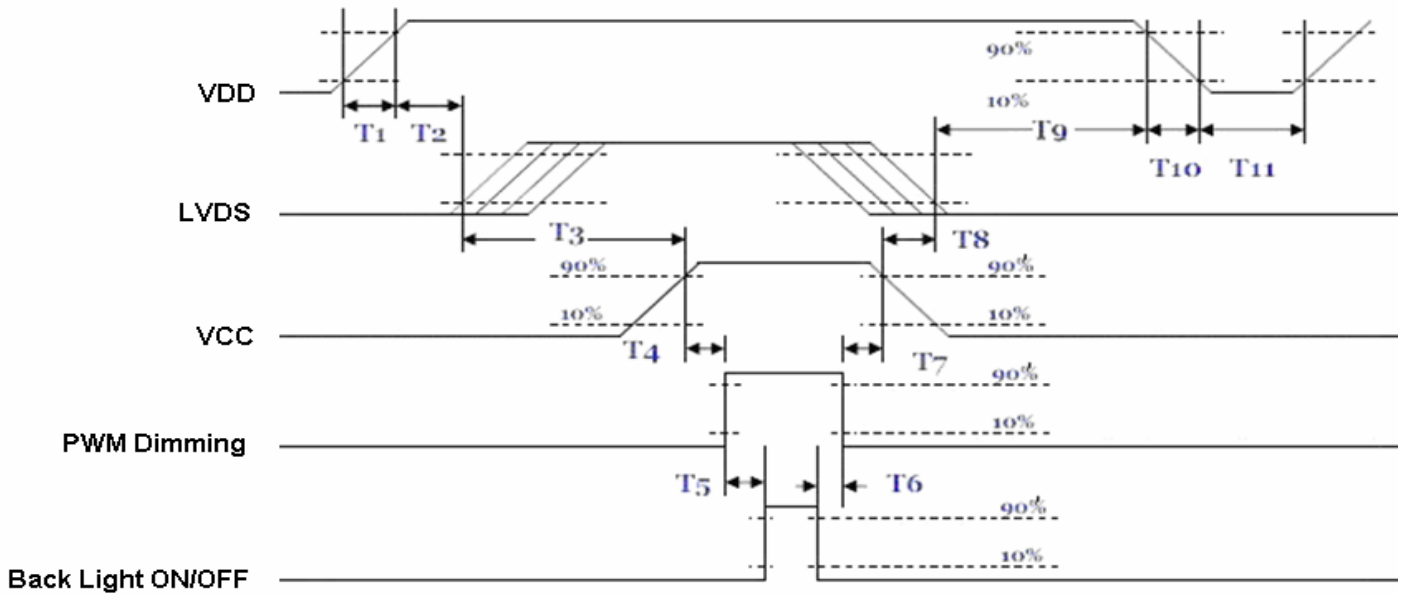 90%
VDD
10%
T1
T2
T9
T10
T11
LVDS
T3
T8
90%
90%
10%
10%
VCC
T4
T7
90%
PWM Dimming
10%
T5
T6
90%
10%
Back Light ON/OFF